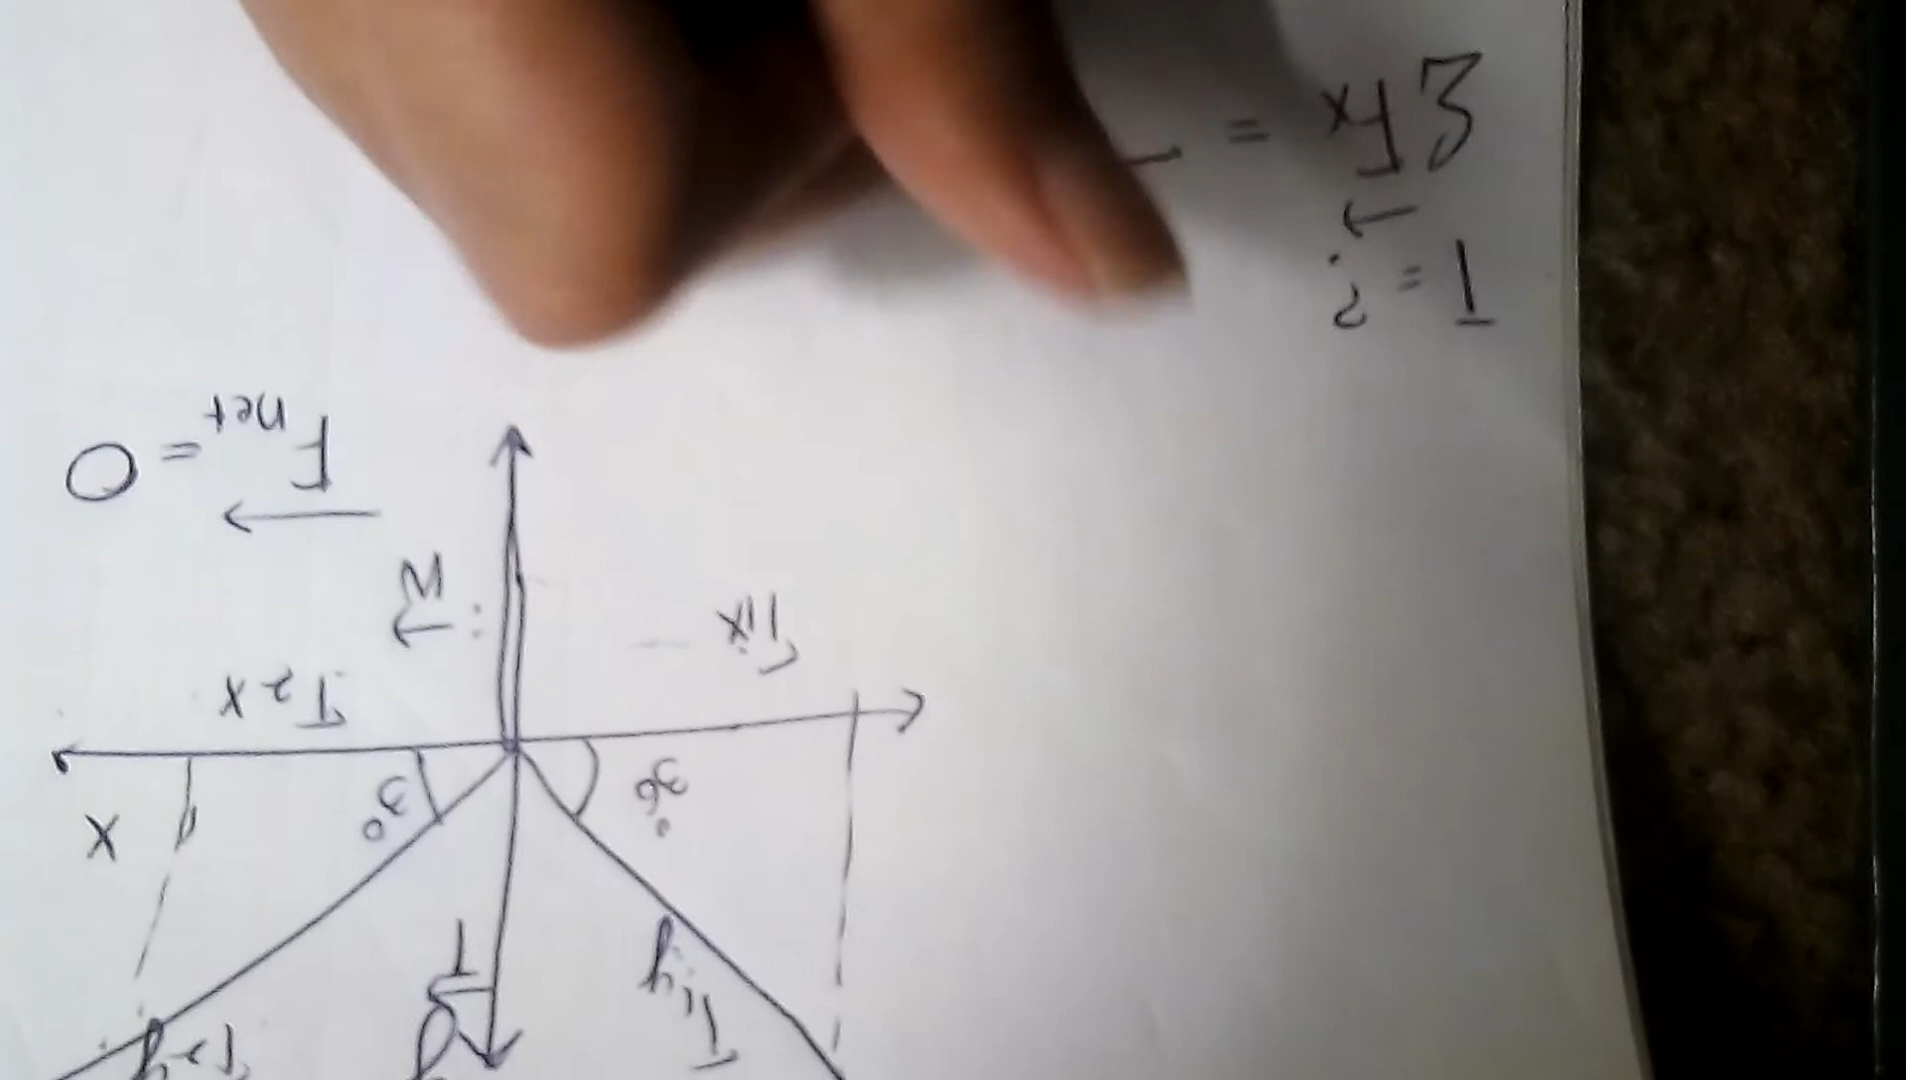 T1y
y
T2y
T
x
30°
30
T1x
T2x
W
Fnet = 0
T = ?
ΣFx =